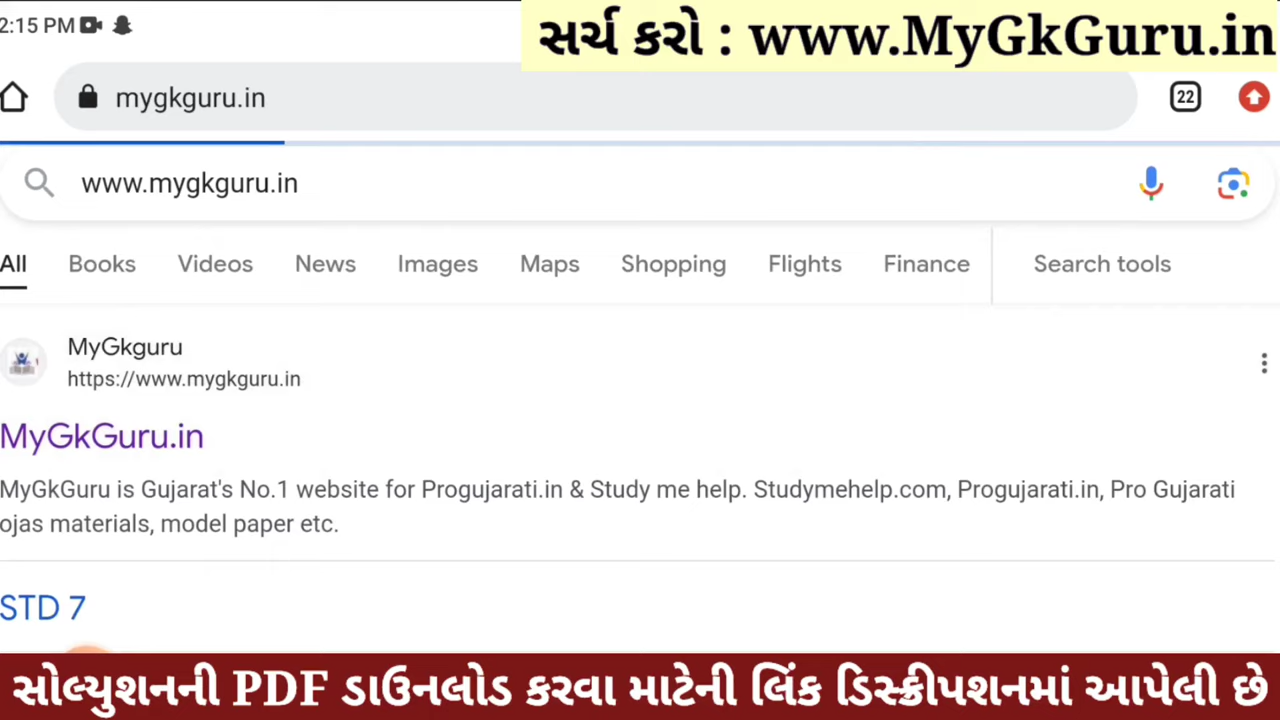 2:15 PM
સર્ચ કરો : www.MyGkGuru.in
mygkguru.in
22
www.mygkguru.in
All Books Videos News Images Maps Shopping Flights Finance Search tools
MyGkguru
https://www.mygkguru.in
MyGkGuru.in
MyGkGuru is Gujarat's No.1 website for Progujarati.in & Study me help. Studymehelp.com, Progujarati.in, Pro Gujarati
ojas materials, model paper etc.
STD 7
સોલ્યુશનની PDF ડાઉનલોડ કરવા માટેની લિંક ડિસ્ક્રીપશનમાં આપેલી છે